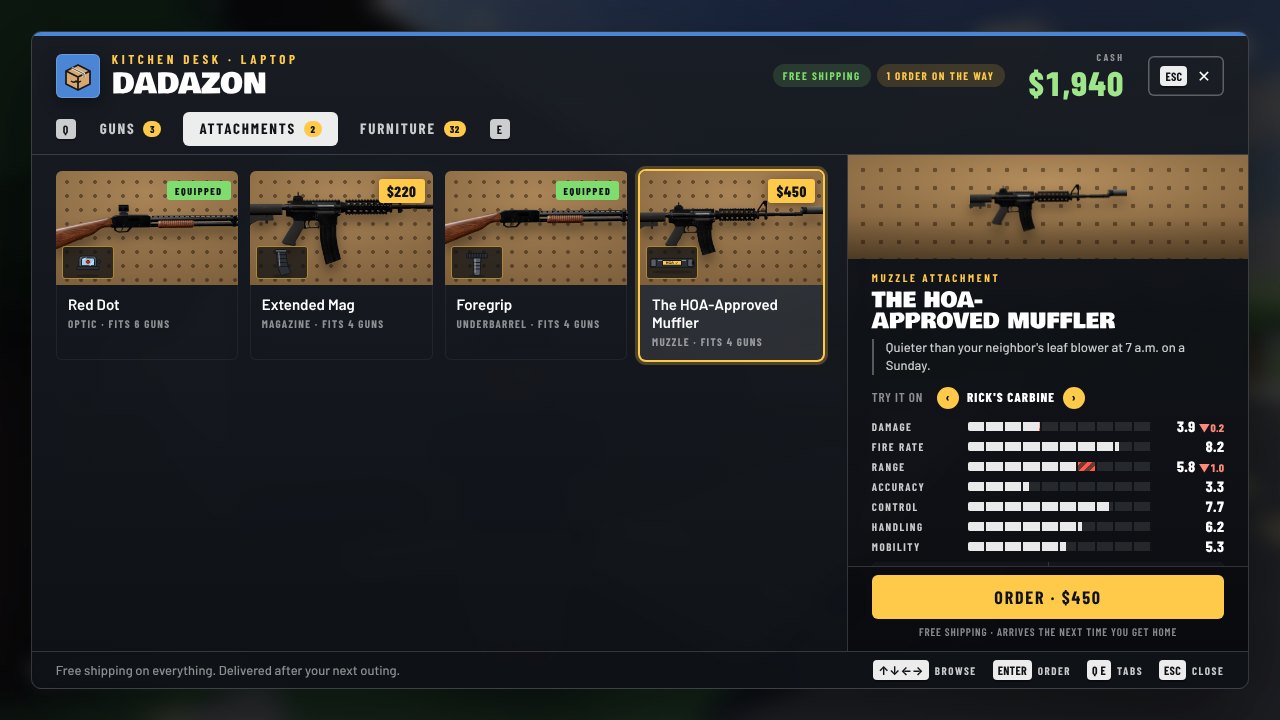 KITCHEN DESK · LAPTOP
DADAZON
FREE SHIPPING
1 ORDER ON THE WAY
CASH
$1,940
ESC ✕
Q
GUNS 3
ATTACHMENTS 2
FURNITURE 32
E
EQUIPPED
Red Dot
OPTIC · FITS 6 GUNS
$220
Extended Mag
MAGAZINE · FITS 4 GUNS
EQUIPPED
Foregrip
UNDERBARREL · FITS 4 GUNS
$450
The HOA-Approved
Muffler
MUZZLE · FITS 4 GUNS
MUZZLE ATTACHMENT
THE HOA-
APPROVED MUFFLER
Quieter than your neighbor's leaf blower at 7 a.m. on a
Sunday.
TRY IT ON ‹ RICK'S CARBINE ›
DAMAGE 3.9 ▼0.2
FIRE RATE 8.2
RANGE 5.8 ▼1.0
ACCURACY 3.3
CONTROL 7.7
HANDLING 6.2
MOBILITY 5.3
ORDER · $450
FREE SHIPPING · ARRIVES THE NEXT TIME YOU GET HOME
Free shipping on everything. Delivered after your next outing.
↑↓←→ BROWSE
ENTER ORDER
Q E TABS
ESC CLOSE